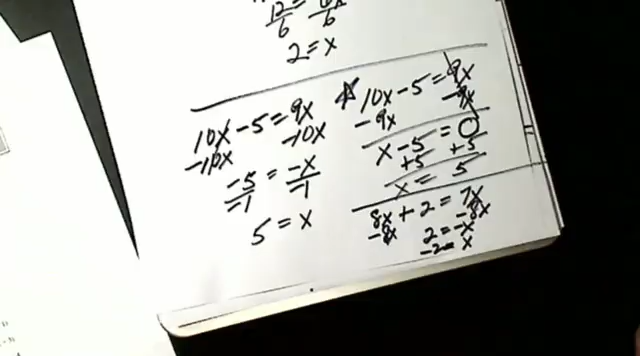 12/6 = 6x/6
2 = x
10x - 5 = 9x
-10x -10x
-5/-1 = -x/-1
5 = x
☆ 10x - 5 = 9x
-9x -9x
x - 5 = 0
+5 +5
x = 5
8x + 2 = 7x
-8x -8x
2 = -x
-2 = x